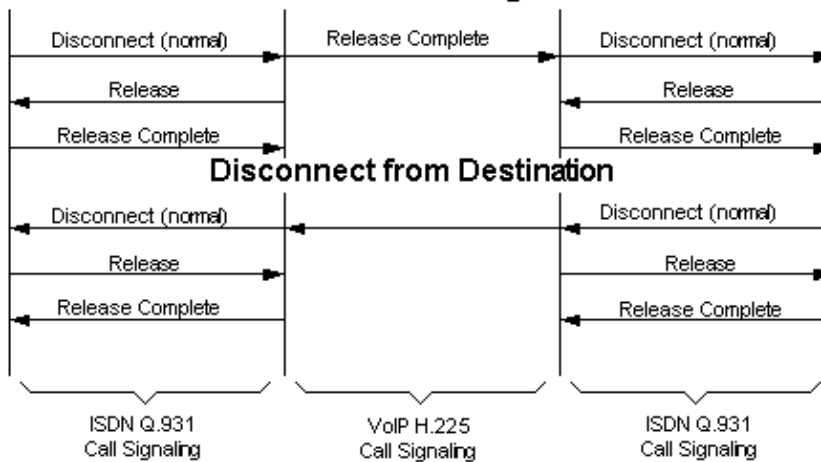 Disconnect (normal) Release Complete Disconnect (normal)
Release Release
Release Complete Release Complete
Disconnect from Destination
Disconnect (normal) Disconnect (normal)
Release Release
Release Complete Release Complete
ISDN Q.931 VoIP H.225 ISDN Q.931
Call Signaling Call Signaling Call Signaling